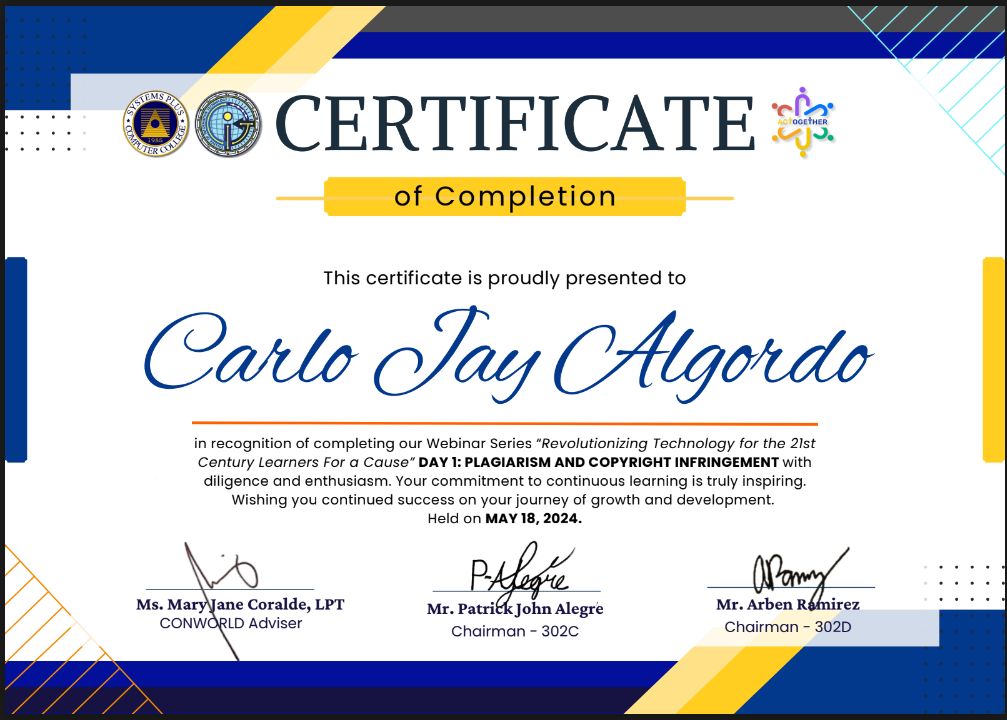 SYSTEMS PLUS
COMPUTER COLLEGE
1985
CERTIFICATE
ACTOGETHER
of Completion
This certificate is proudly presented to
Carlo Jay Algordo
in recognition of completing our Webinar Series “Revolutionizing Technology for the 21st
Century Learners For a Cause” DAY 1: PLAGIARISM AND COPYRIGHT INFRINGEMENT with
diligence and enthusiasm. Your commitment to continuous learning is truly inspiring.
Wishing you continued success on your journey of growth and development.
Held on MAY 18, 2024.
P-Alegre
Ms. Mary Jane Coralde, LPT
Mr. Patrick John Alegre
Mr. Arben Ramirez
CONWORLD Adviser
Chairman - 302C
Chairman - 302D